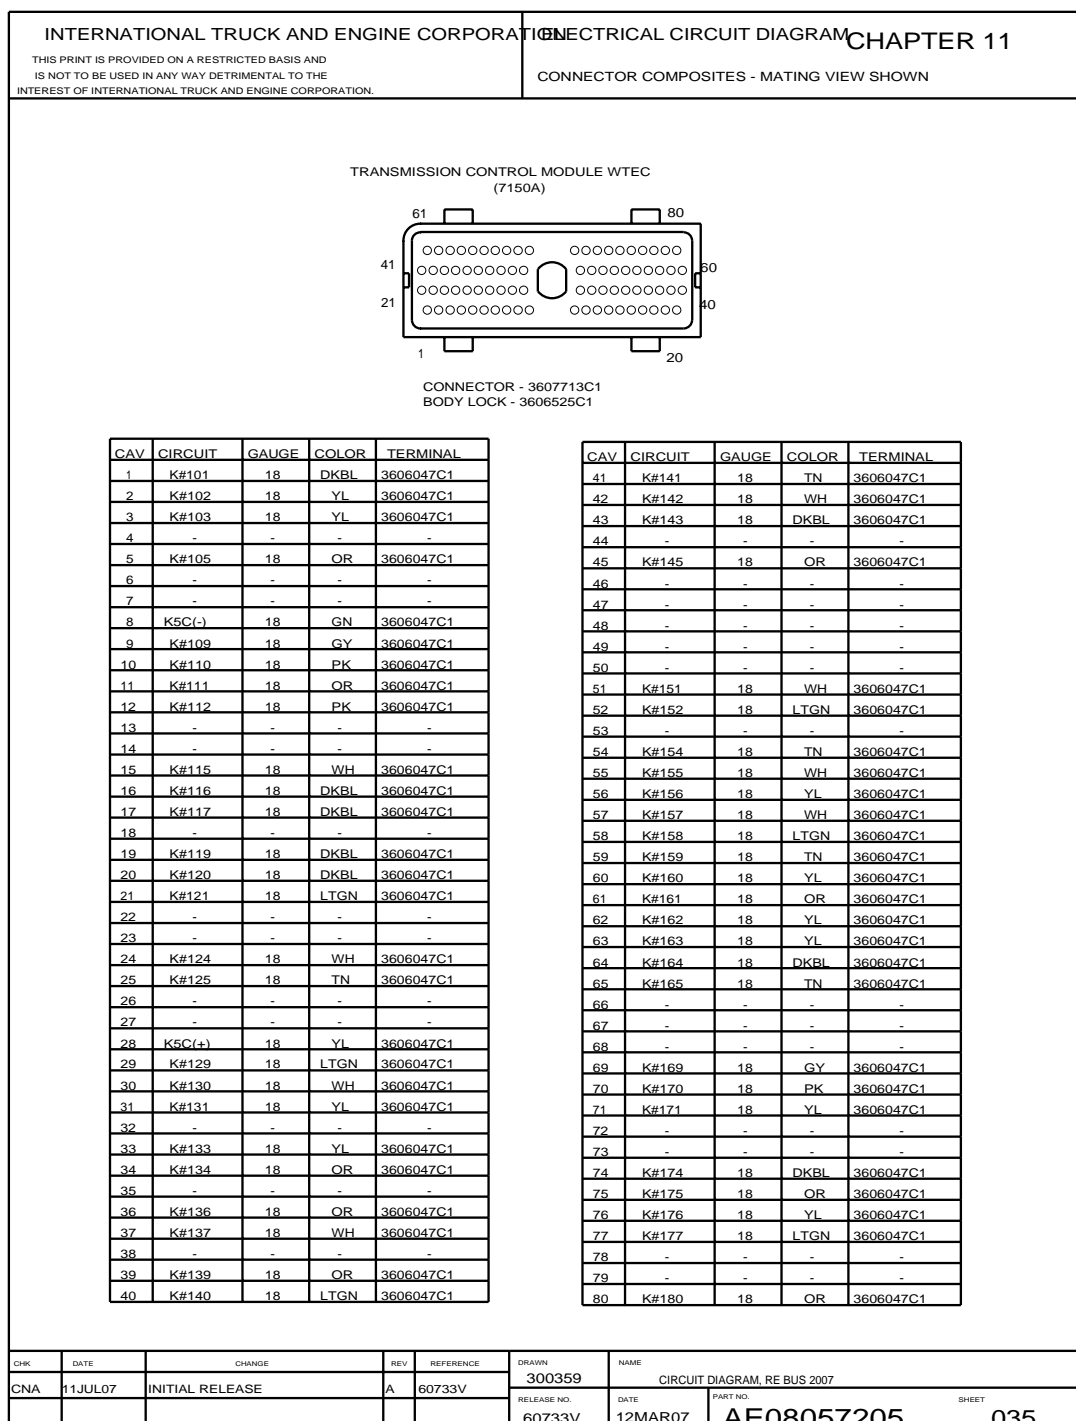 INTERNATIONAL TRUCK AND ENGINE CORPORATION
THIS PRINT IS PROVIDED ON A RESTRICTED BASIS AND
IS NOT TO BE USED IN ANY WAY DETRIMENTAL TO THE
INTEREST OF INTERNATIONAL TRUCK AND ENGINE CORPORATION.
ELECTRICAL CIRCUIT DIAGRAM
CHAPTER 11
CONNECTOR COMPOSITES - MATING VIEW SHOWN
TRANSMISSION CONTROL MODULE WTEC
(7150A)
61 80
41 60
21 40
1 20
CONNECTOR - 3607713C1
BODY LOCK - 3606525C1
CAV CIRCUIT GAUGE COLOR TERMINAL
1 K#101 18 DKBL 3606047C1
2 K#102 18 YL 3606047C1
3 K#103 18 YL 3606047C1
4 - - - -
5 K#105 18 OR 3606047C1
6 - - - -
7 - - - -
8 K5C(-) 18 GN 3606047C1
9 K#109 18 GY 3606047C1
10 K#110 18 PK 3606047C1
11 K#111 18 OR 3606047C1
12 K#112 18 PK 3606047C1
13 - - - -
14 - - - -
15 K#115 18 WH 3606047C1
16 K#116 18 DKBL 3606047C1
17 K#117 18 DKBL 3606047C1
18 - - - -
19 K#119 18 DKBL 3606047C1
20 K#120 18 DKBL 3606047C1
21 K#121 18 LTGN 3606047C1
22 - - - -
23 - - - -
24 K#124 18 WH 3606047C1
25 K#125 18 TN 3606047C1
26 - - - -
27 - - - -
28 K5C(+) 18 YL 3606047C1
29 K#129 18 LTGN 3606047C1
30 K#130 18 WH 3606047C1
31 K#131 18 YL 3606047C1
32 - - - -
33 K#133 18 YL 3606047C1
34 K#134 18 OR 3606047C1
35 - - - -
36 K#136 18 OR 3606047C1
37 K#137 18 WH 3606047C1
38 - - - -
39 K#139 18 OR 3606047C1
40 K#140 18 LTGN 3606047C1
CAV CIRCUIT GAUGE COLOR TERMINAL
41 K#141 18 TN 3606047C1
42 K#142 18 WH 3606047C1
43 K#143 18 DKBL 3606047C1
44 - - - -
45 K#145 18 OR 3606047C1
46 - - - -
47 - - - -
48 - - - -
49 - - - -
50 - - - -
51 K#151 18 WH 3606047C1
52 K#152 18 LTGN 3606047C1
53 - - - -
54 K#154 18 TN 3606047C1
55 K#155 18 WH 3606047C1
56 K#156 18 YL 3606047C1
57 K#157 18 WH 3606047C1
58 K#158 18 LTGN 3606047C1
59 K#159 18 TN 3606047C1
60 K#160 18 YL 3606047C1
61 K#161 18 OR 3606047C1
62 K#162 18 YL 3606047C1
63 K#163 18 YL 3606047C1
64 K#164 18 DKBL 3606047C1
65 K#165 18 TN 3606047C1
66 - - - -
67 - - - -
68 - - - -
69 K#169 18 GY 3606047C1
70 K#170 18 PK 3606047C1
71 K#171 18 YL 3606047C1
72 - - - -
73 - - - -
74 K#174 18 DKBL 3606047C1
75 K#175 18 OR 3606047C1
76 K#176 18 YL 3606047C1
77 K#177 18 LTGN 3606047C1
78 - - - -
79 - - - -
80 K#180 18 OR 3606047C1
CHK DATE CHANGE REV REFERENCE
CNA 11JUL07 INITIAL RELEASE A 60733V
DRAWN
300359
NAME
CIRCUIT DIAGRAM, RE BUS 2007
RELEASE NO.
60733V
DATE
12MAR07
PART NO.
AE08057205
SHEET
035